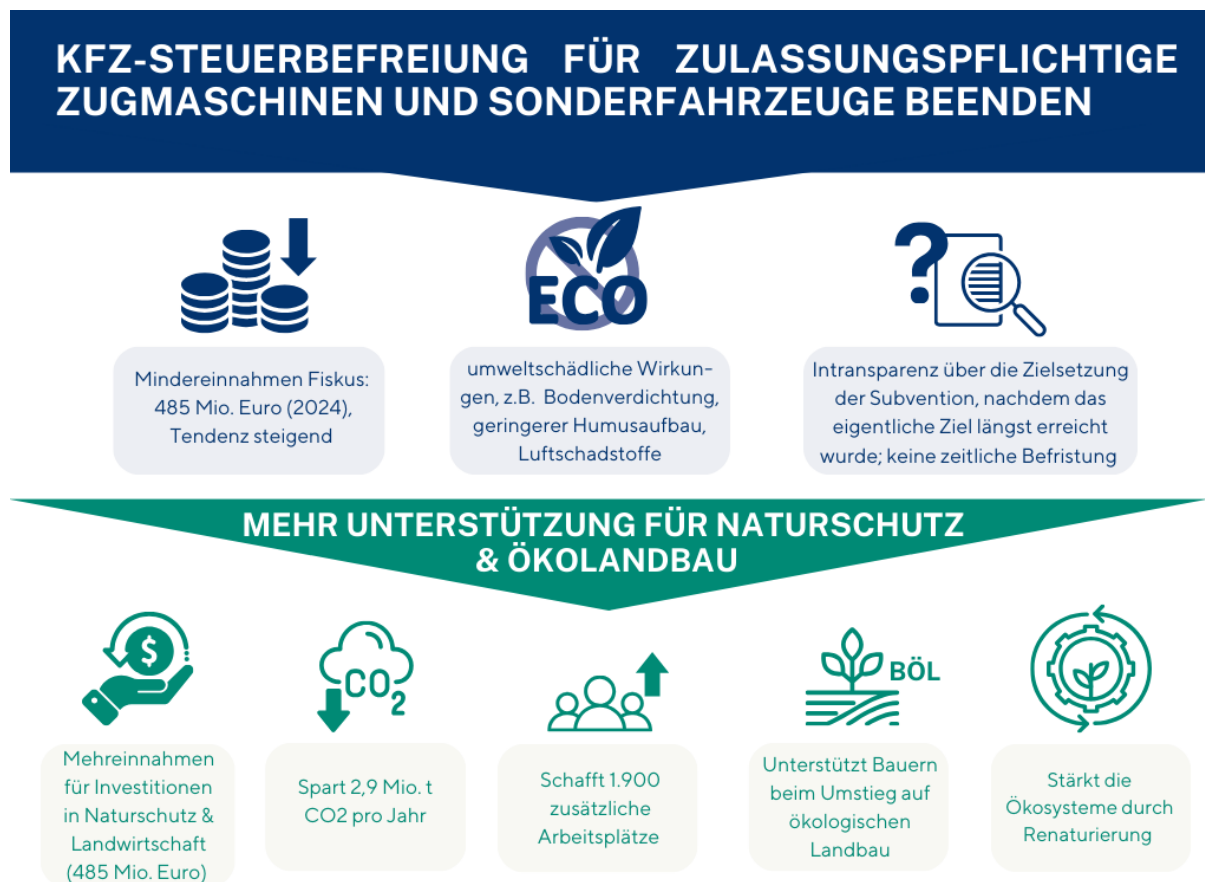 KFZ-STEUERBEFREIUNG FÜR ZULASSUNGSPFLICHTIGE
ZUGMASCHINEN UND SONDERFAHRZEUGE BEENDEN
ECO
?
Mindereinnahmen Fiskus:
485 Mio. Euro (2024),
Tendenz steigend
umweltschädliche Wirkun-
gen, z.B. Bodenverdichtung,
geringerer Humusaufbau,
Luftschadstoffe
Intransparenz über die Zielsetzung
der Subvention, nachdem das
eigentliche Ziel längst erreicht
wurde; keine zeitliche Befristung
MEHR UNTERSTÜTZUNG FÜR NATURSCHUTZ
& ÖKOLANDBAU
$
CO2
BÖL
Mehreinnahmen
für Investitionen
in Naturschutz &
Landwirtschaft
(485 Mio. Euro)
Spart 2,9 Mio. t
CO2 pro Jahr
Schafft 1.900
zusätzliche
Arbeitsplätze
Unterstützt Bauern
beim Umstieg auf
ökologischen
Landbau
Stärkt die
Ökosysteme durch
Renaturierung